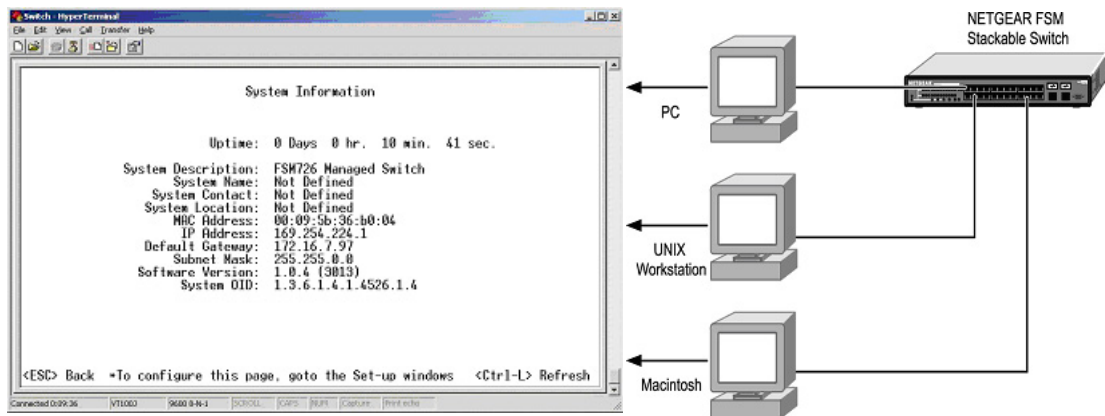 Switch - HyperTerminal
File Edit View Call Transfer Help
System Information
Uptime: 0 Days 0 hr. 10 min. 41 sec.
System Description: FSM726 Managed Switch
System Name: Not Defined
System Contact: Not Defined
System Location: Not Defined
MAC Address: 00:09:5b:36:b0:04
IP Address: 169.254.224.1
Default Gateway: 172.16.7.97
Subnet Mask: 255.255.0.0
Software Version: 1.0.4 (3013)
System OID: 1.3.6.1.4.1.4526.1.4
<ESC> Back *To configure this page, goto the Set-up windows <Ctrl-L> Refresh
Connected 0:09:36 VT100J 9600 8-N-1 SCROLL CAPS NUM Capture Print echo
NETGEAR FSM
Stackable Switch
NETGEAR
PC
UNIX
Workstation
Macintosh